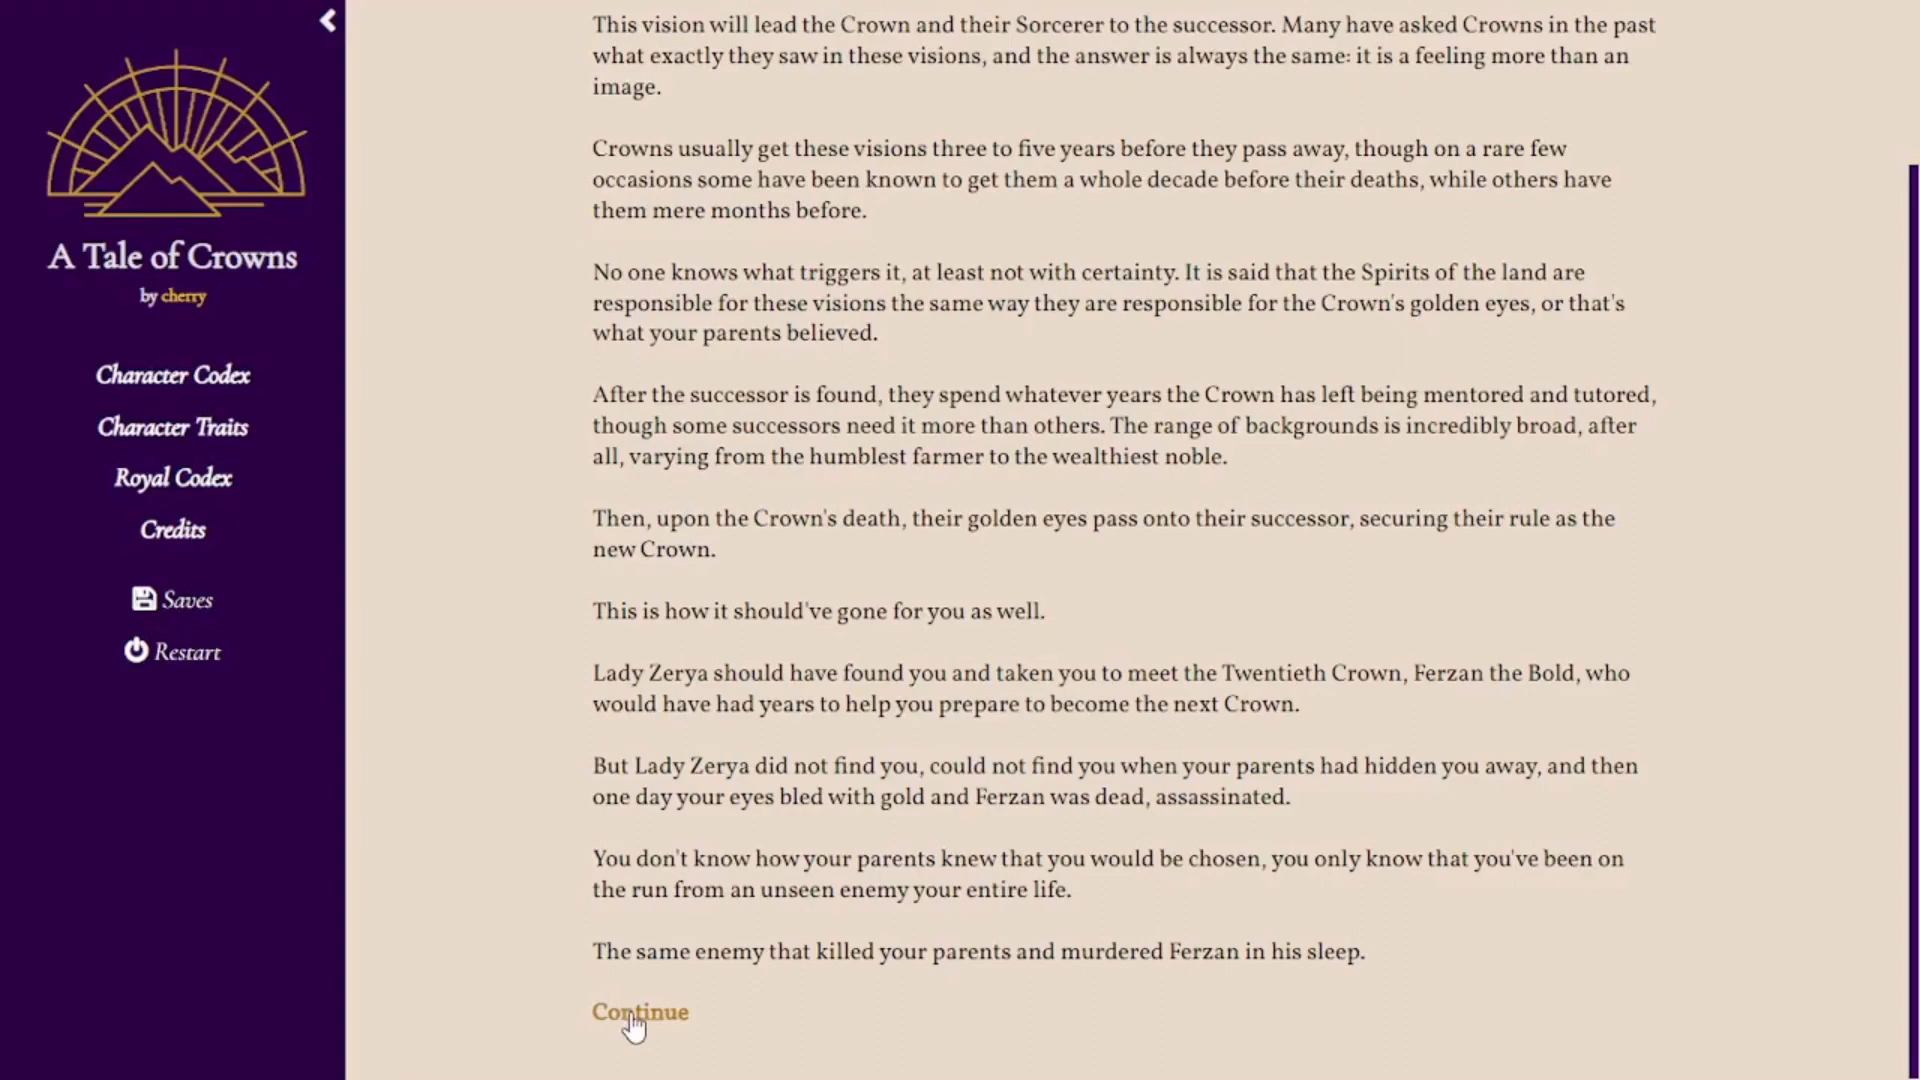 A Tale of Crowns
by cherry
Character Codex
Character Traits
Royal Codex
Credits
Saves
Restart
This vision will lead the Crown and their Sorcerer to the successor. Many have asked Crowns in the past
what exactly they saw in these visions, and the answer is always the same: it is a feeling more than an
image.
Crowns usually get these visions three to five years before they pass away, though on a rare few
occasions some have been known to get them a whole decade before their deaths, while others have
them mere months before.
No one knows what triggers it, at least not with certainty. It is said that the Spirits of the land are
responsible for these visions the same way they are responsible for the Crown's golden eyes, or that's
what your parents believed.
After the successor is found, they spend whatever years the Crown has left being mentored and tutored,
though some successors need it more than others. The range of backgrounds is incredibly broad, after
all, varying from the humblest farmer to the wealthiest noble.
Then, upon the Crown's death, their golden eyes pass onto their successor, securing their rule as the
new Crown.
This is how it should've gone for you as well.
Lady Zerya should have found you and taken you to meet the Twentieth Crown, Ferzan the Bold, who
would have had years to help you prepare to become the next Crown.
But Lady Zerya did not find you, could not find you when your parents had hidden you away, and then
one day your eyes bled with gold and Ferzan was dead, assassinated.
You don't know how your parents knew that you would be chosen, you only know that you've been on
the run from an unseen enemy your entire life.
The same enemy that killed your parents and murdered Ferzan in his sleep.
Continue